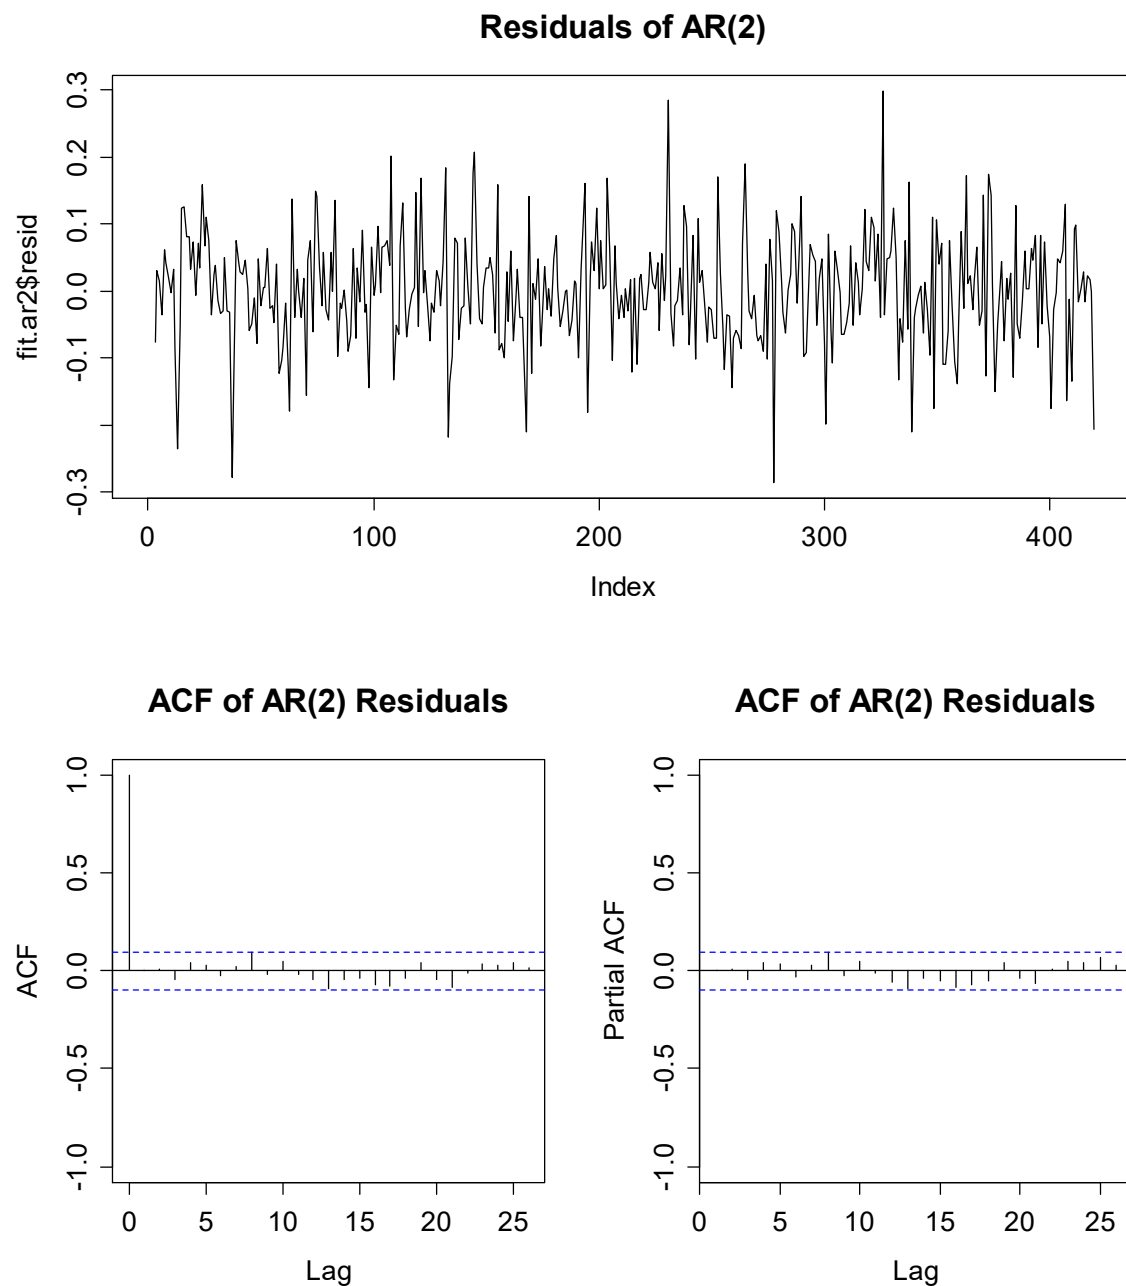 Residuals of AR(2)
fit.ar2$resid
0.3
0.2
0.1
0.0
-0.1
-0.3
0 100 200 300 400
Index
ACF of AR(2) Residuals
ACF
1.0
0.5
0.0
-0.5
-1.0
0 5 10 15 20 25
Lag
ACF of AR(2) Residuals
Partial ACF
1.0
0.5
0.0
-0.5
-1.0
0 5 10 15 20 25
Lag